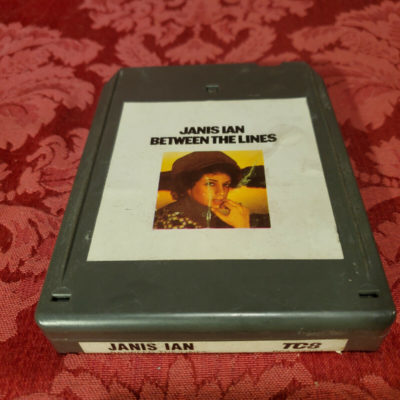 JANIS IAN
BETWEEN THE LINES
JANIS IAN TC8